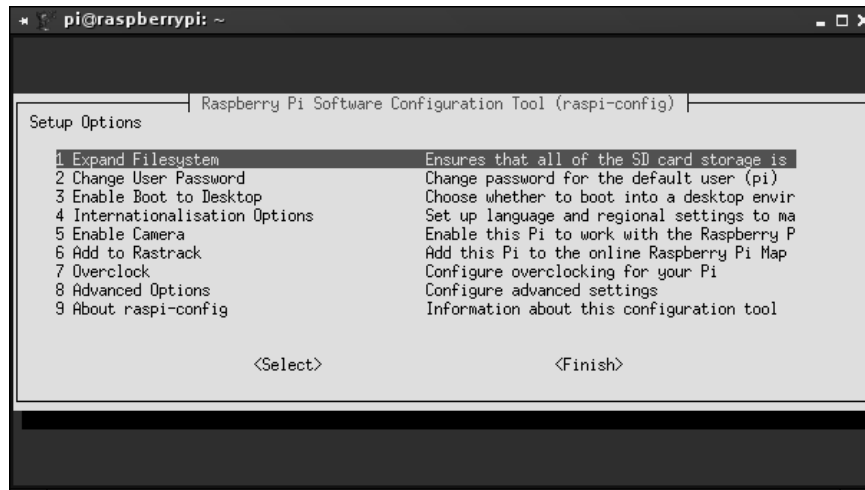 pi@raspberrypi: ~
Raspberry Pi Software Configuration Tool (raspi-config)
Setup Options
1 Expand Filesystem Ensures that all of the SD card storage is
2 Change User Password Change password for the default user (pi)
3 Enable Boot to Desktop Choose whether to boot into a desktop envir
4 Internationalisation Options Set up language and regional settings to ma
5 Enable Camera Enable this Pi to work with the Raspberry P
6 Add to Rastrack Add this Pi to the online Raspberry Pi Map
7 Overclock Configure overclocking for your Pi
8 Advanced Options Configure advanced settings
9 About raspi-config Information about this configuration tool
<Select> <Finish>